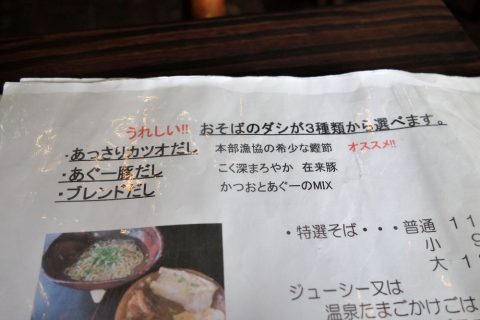 うれしい!! おそばのダシが3種類から選べます。
・あっさりカツオだし 本部漁協の希少な鰹節 オススメ!!
・あぐー豚だし こく深まろやか 在来豚
・ブレンドだし かつおとあぐーのMIX
・特選そば・・・普通 11
小 9
大 12
ジューシー又は
温泉たまごかけごは